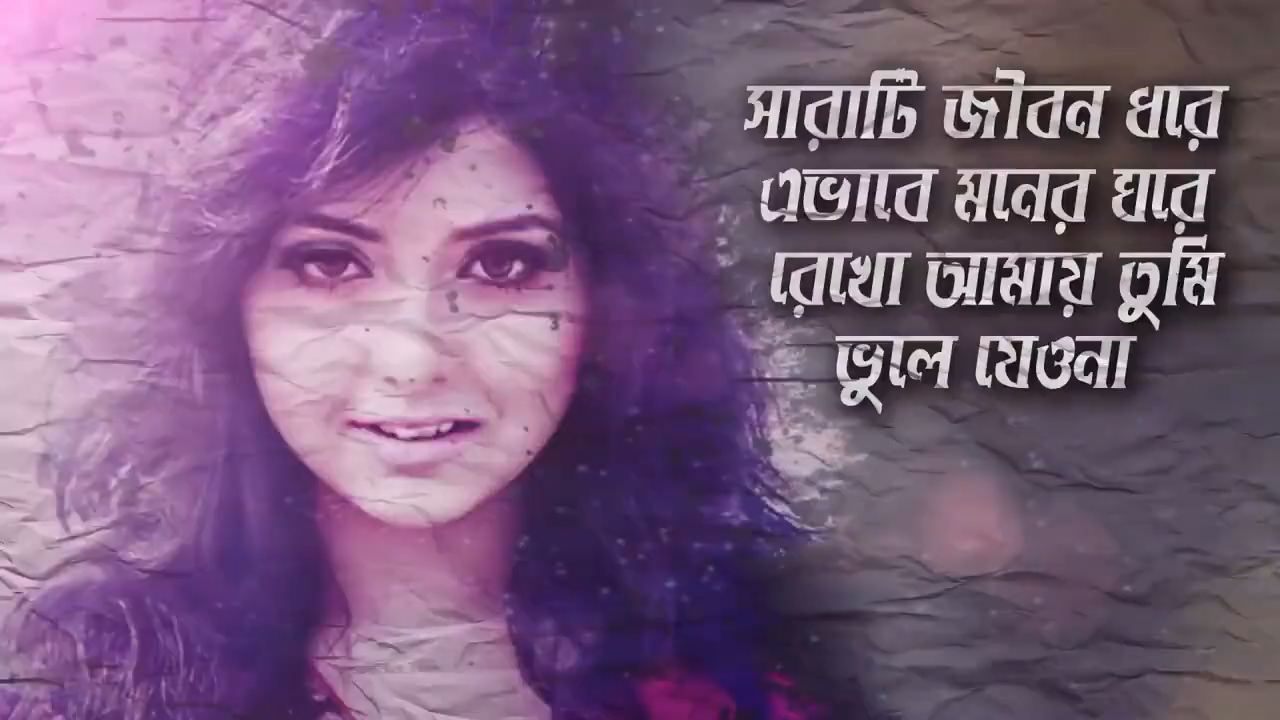 সারাটি জীবন ধরে
এভাবে মনের ঘরে
রেখো আমায় তুমি
ভুলে যেওনা